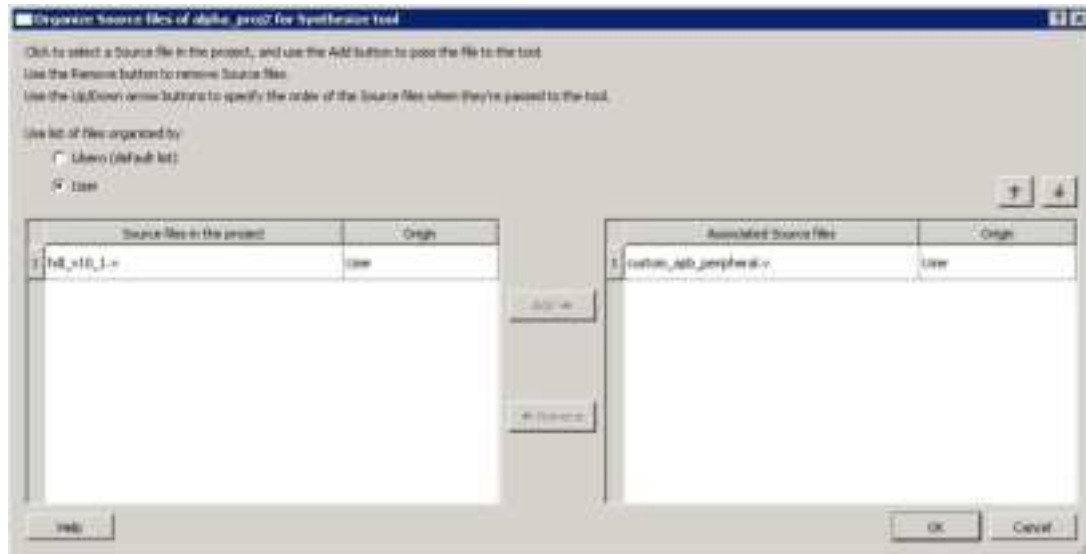 Organize Source files of alpha_proj2 for Synthesize tool
Click to select a Source file in the project, and use the Add button to pass the file to the tool.
Use the Remove button to remove Source files.
Use the Up/Down arrow buttons to specify the order of the Source files when they're passed to the tool.
Use list of files organized by
Libero (default list)
User
Source files in the project Origin
1 User
Associated Source files Origin
1 custom_apb_peripheral.v User
Add
Remove
Help
OK Cancel